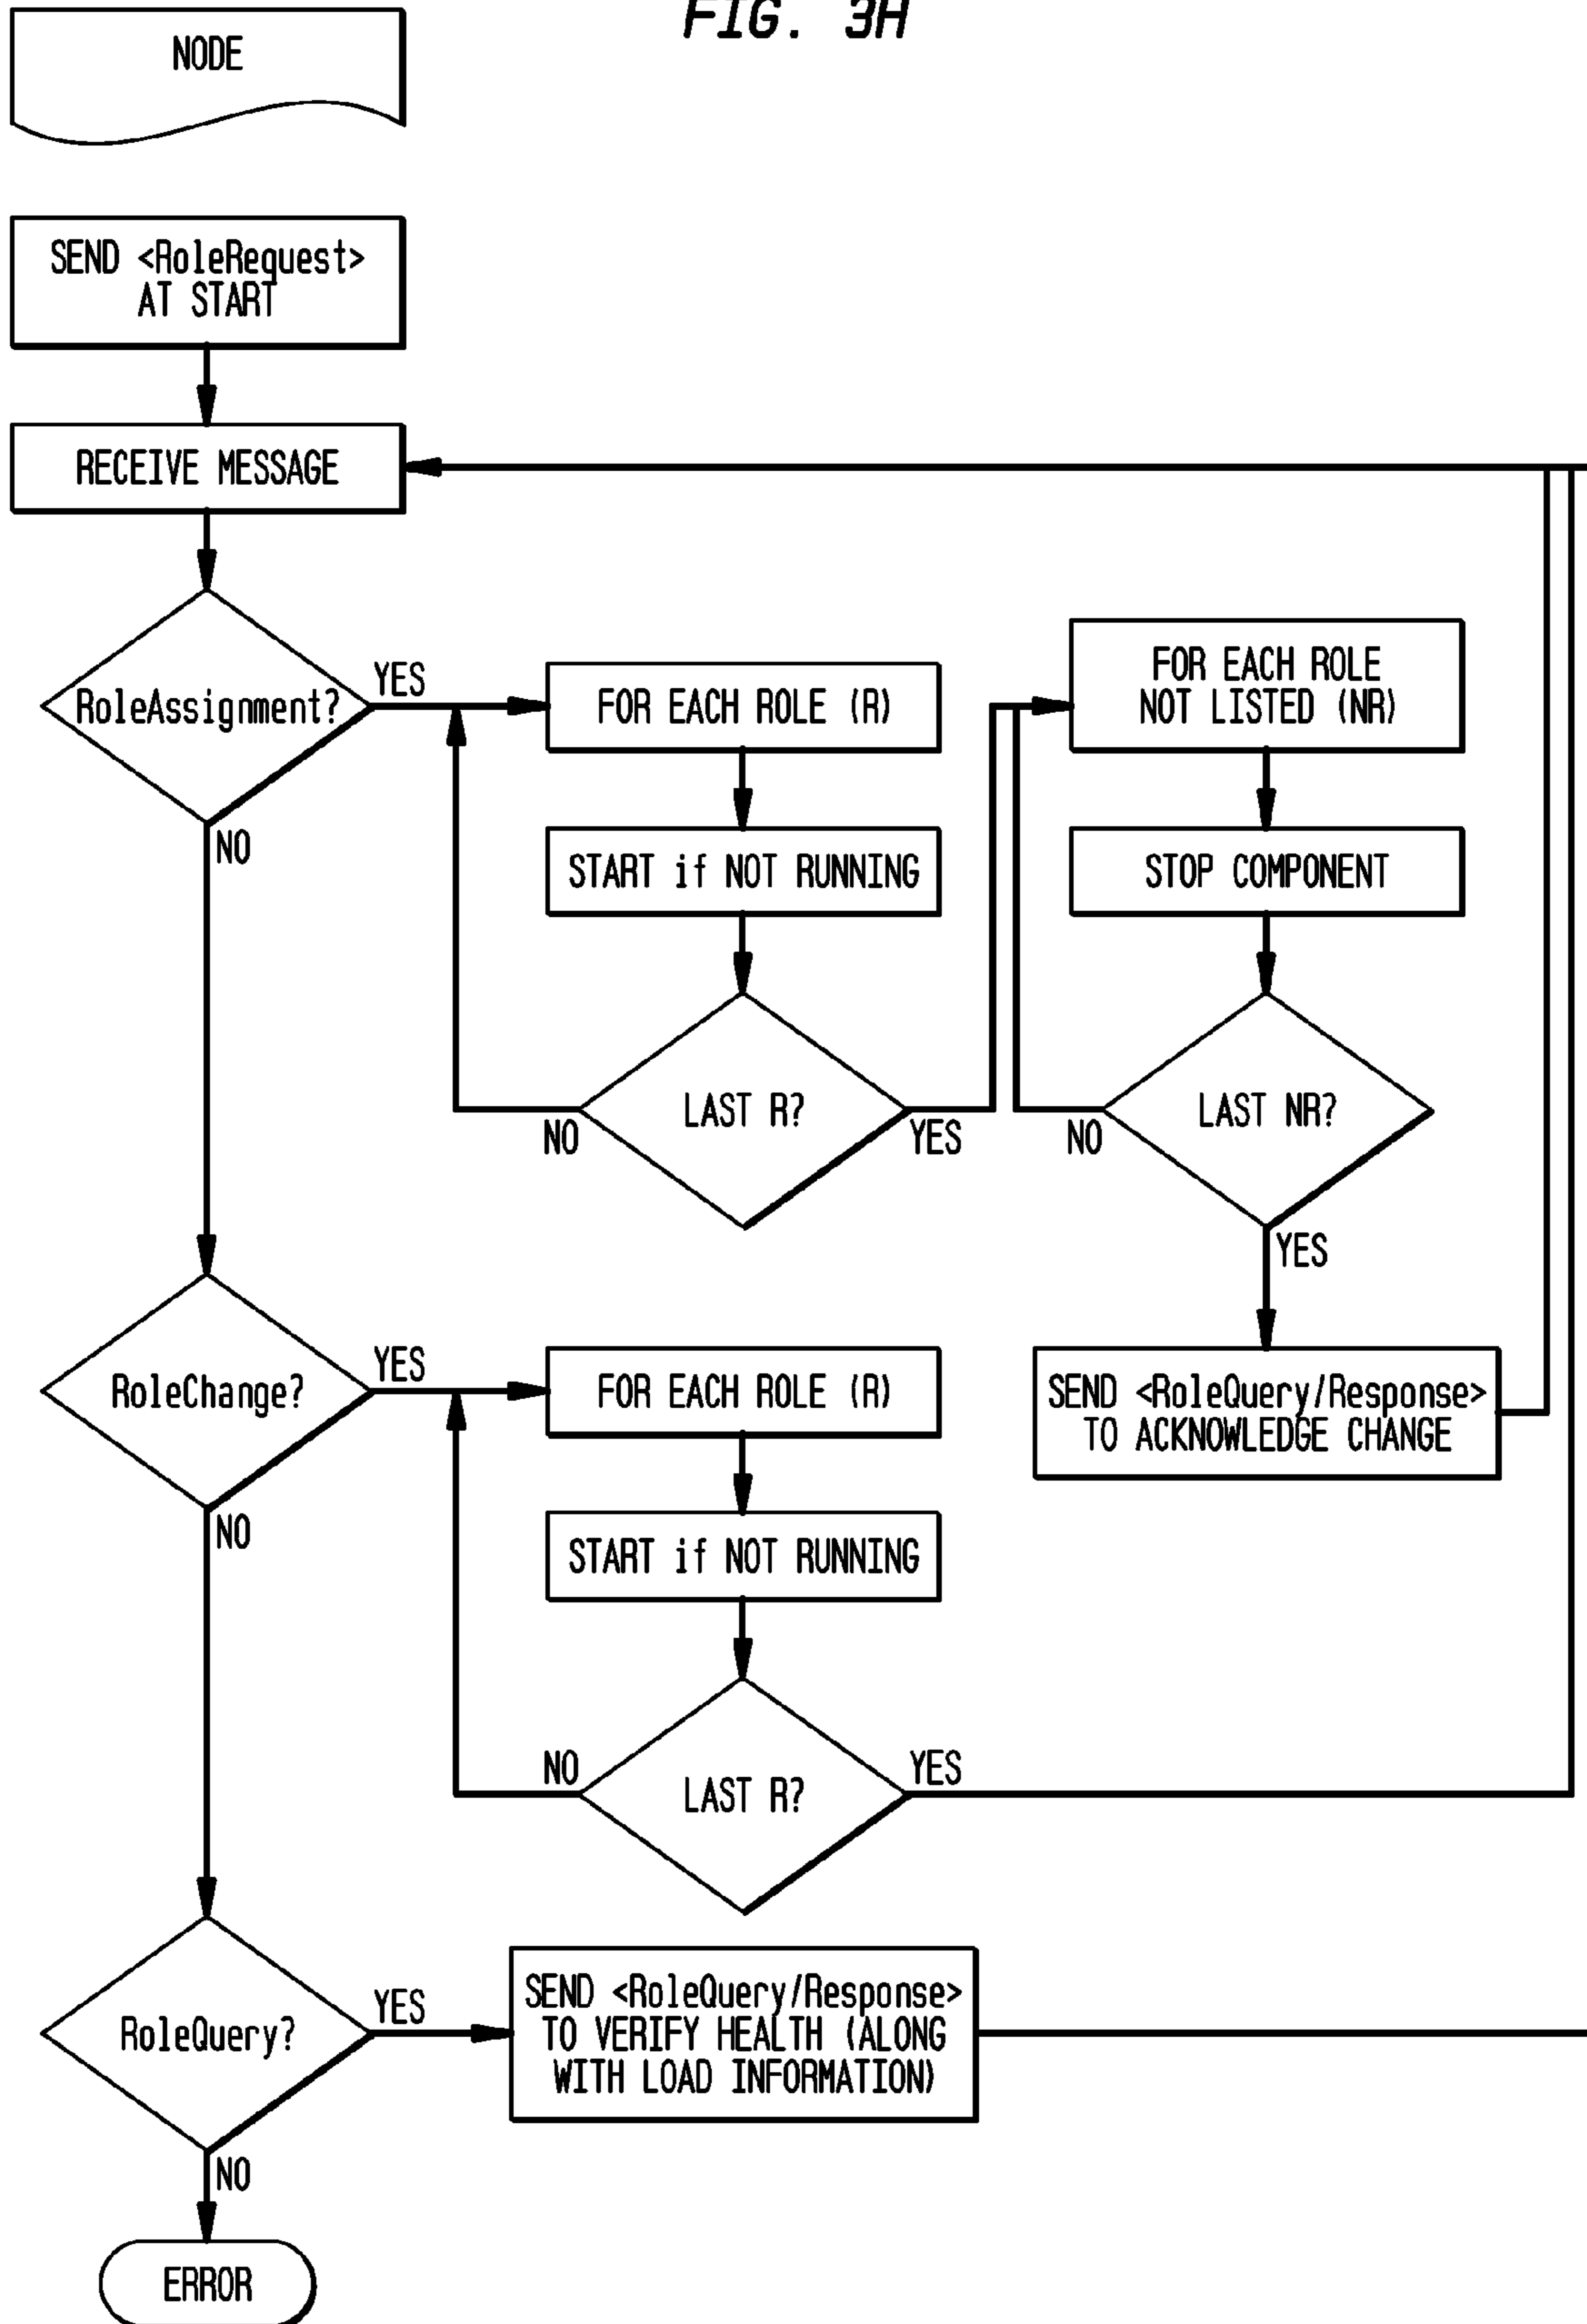 FIG. 3H
NODE
SEND <RoleRequest>
AT START
RECEIVE MESSAGE
RoleAssignment?
YES
NO
FOR EACH ROLE (R)
START if NOT RUNNING
LAST R?
NO
YES
FOR EACH ROLE
NOT LISTED (NR)
STOP COMPONENT
LAST NR?
NO
YES
SEND <RoleQuery/Response>
TO ACKNOWLEDGE CHANGE
RoleChange?
YES
NO
FOR EACH ROLE (R)
START if NOT RUNNING
LAST R?
NO
YES
RoleQuery?
YES
NO
SEND <RoleQuery/Response>
TO VERIFY HEALTH (ALONG
WITH LOAD INFORMATION)
ERROR